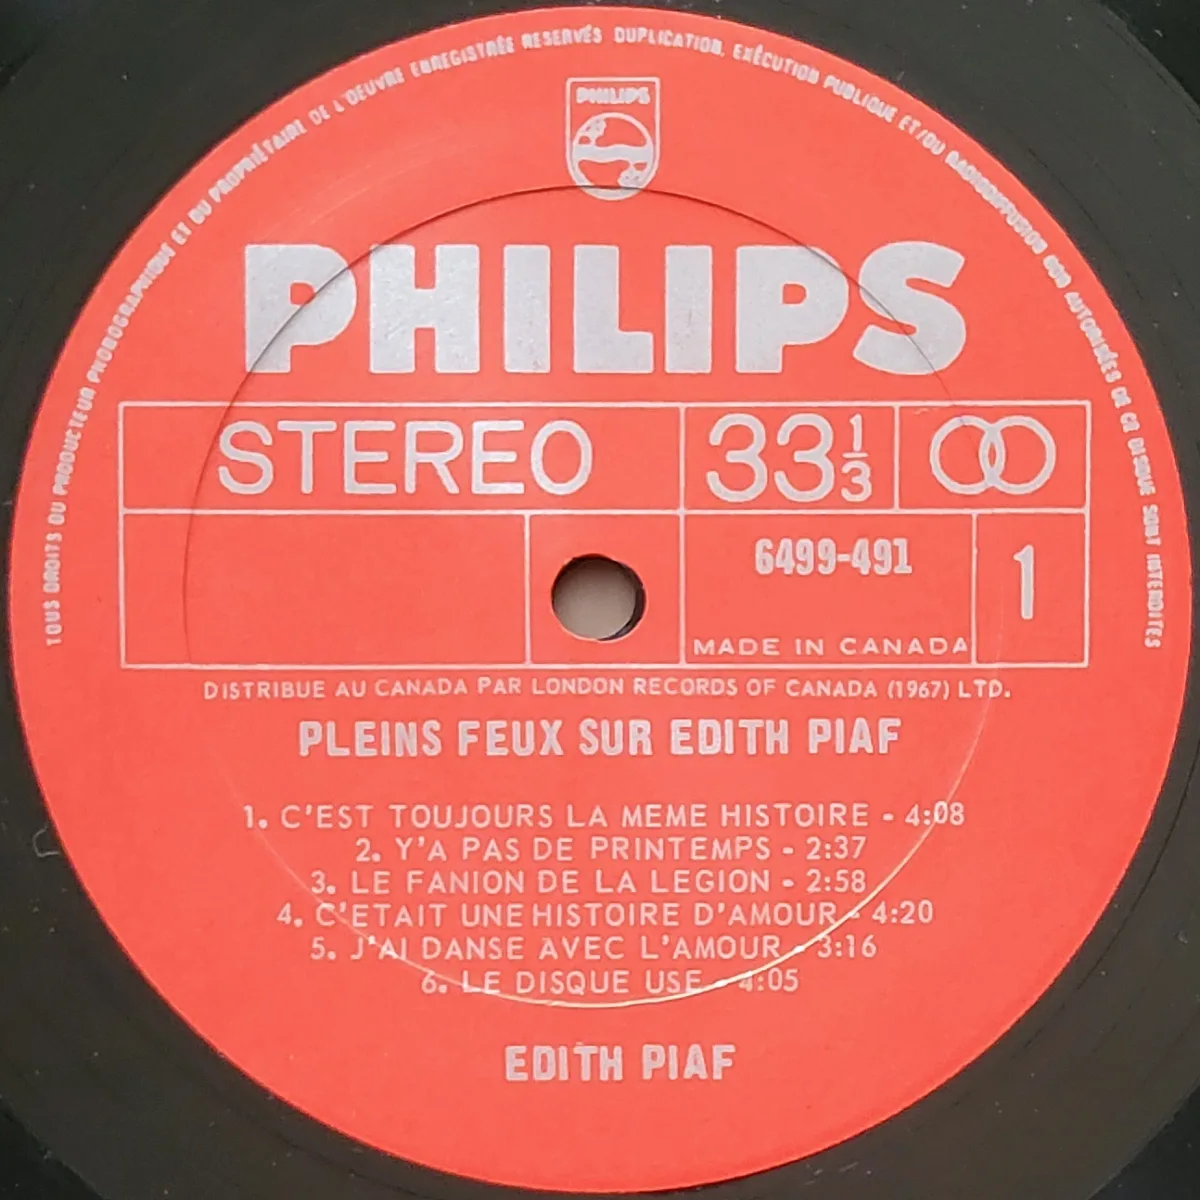 TOUS DROITS DU PRODUCTEUR PHONOGRAPHIQUE ET DU PROPRIÉTAIRE DE L'OEUVRE ENREGISTRÉE RESERVÉS DUPLICATION, EXÉCUTION PUBLIQUE ET/OU RADIODIFFUSION NON AUTORISÉES DE CE DISQUE SONT INTERDITES
PHILIPS
PHILIPS
STEREO 33 1/3
6499-491 1
MADE IN CANADA
DISTRIBUE AU CANADA PAR LONDON RECORDS OF CANADA (1967) LTD.
PLEINS FEUX SUR EDITH PIAF
1. C'EST TOUJOURS LA MEME HISTOIRE - 4:08
2. Y'A PAS DE PRINTEMPS - 2:37
3. LE FANION DE LA LEGION - 2:58
4. C'ETAIT UNE HISTOIRE D'AMOUR - 4:20
5. J'AI DANSE AVEC L'AMOUR - 3:16
6. LE DISQUE USE - 4:05
EDITH PIAF